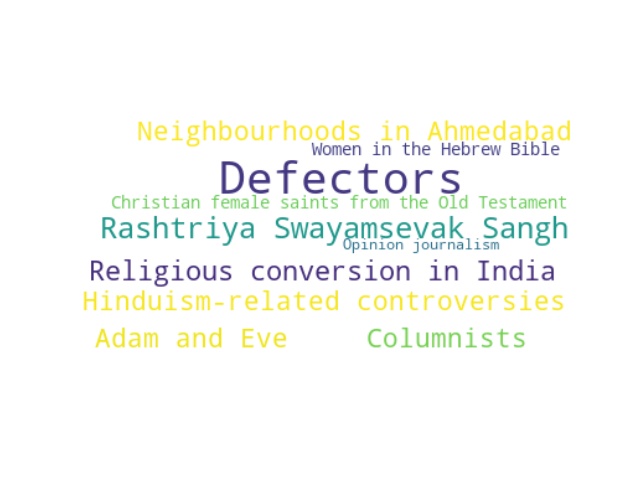 Neighbourhoods in Ahmedabad
Women in the Hebrew Bible
Defectors
Christian female saints from the Old Testament
Rashtriya Swayamsevak Sangh
Opinion journalism
Religious conversion in India
Hinduism-related controversies
Adam and Eve
Columnists